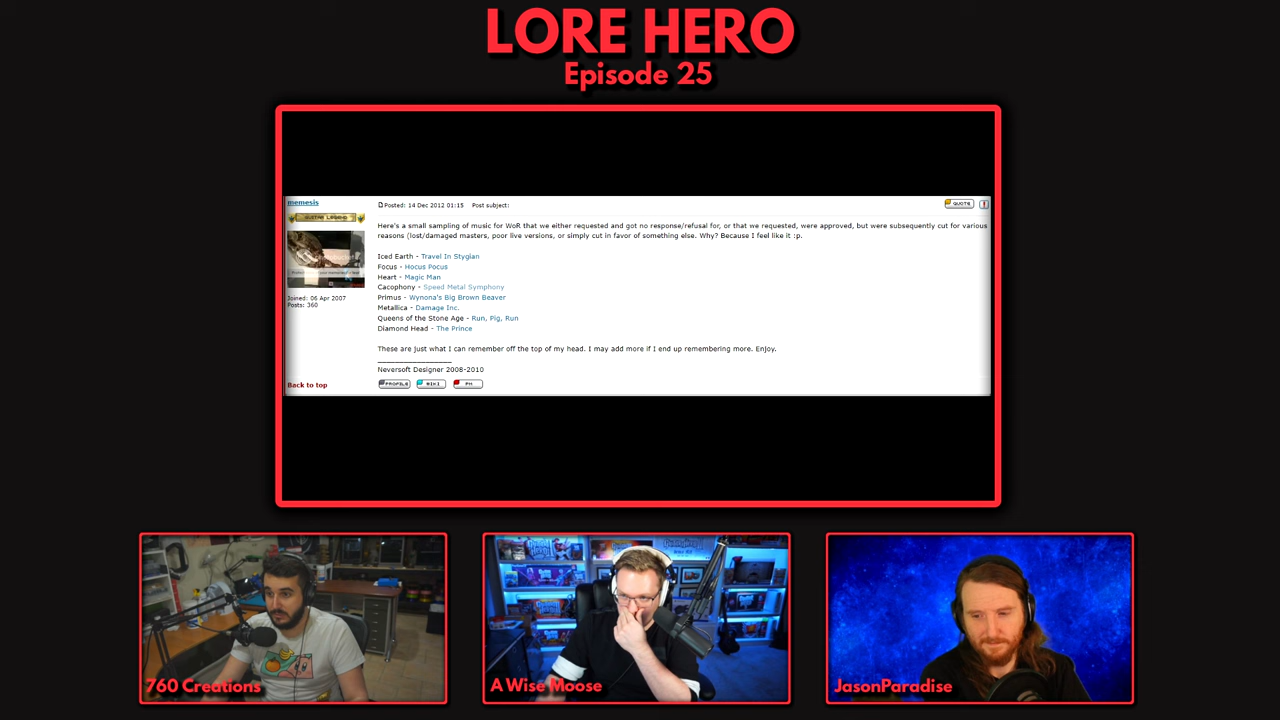 LORE HERO
Episode 25
memesis
GUITAR LEGEND
Joined: 06 Apr 2007
Posts: 360
Back to top
Posted: 14 Dec 2012 01:15 Post subject:
QUOTE
Here's a small sampling of music for WoR that we either requested and got no response/refusal for, or that we requested, were approved, but were subsequently cut for various
reasons (lost/damaged masters, poor live versions, or simply cut in favor of something else. Why? Because I feel like it :p.
Iced Earth - Travel In Stygian
Focus - Hocus Pocus
Heart - Magic Man
Cacophony - Speed Metal Symphony
Primus - Wynona's Big Brown Beaver
Metallica - Damage Inc.
Queens of the Stone Age - Run, Pig, Run
Diamond Head - The Prince
These are just what I can remember off the top of my head. I may add more if I end up remembering more. Enjoy.
Neversoft Designer 2008-2010
PROFILE
WIKI
PM
760 Creations
A Wise Moose
JasonParadise